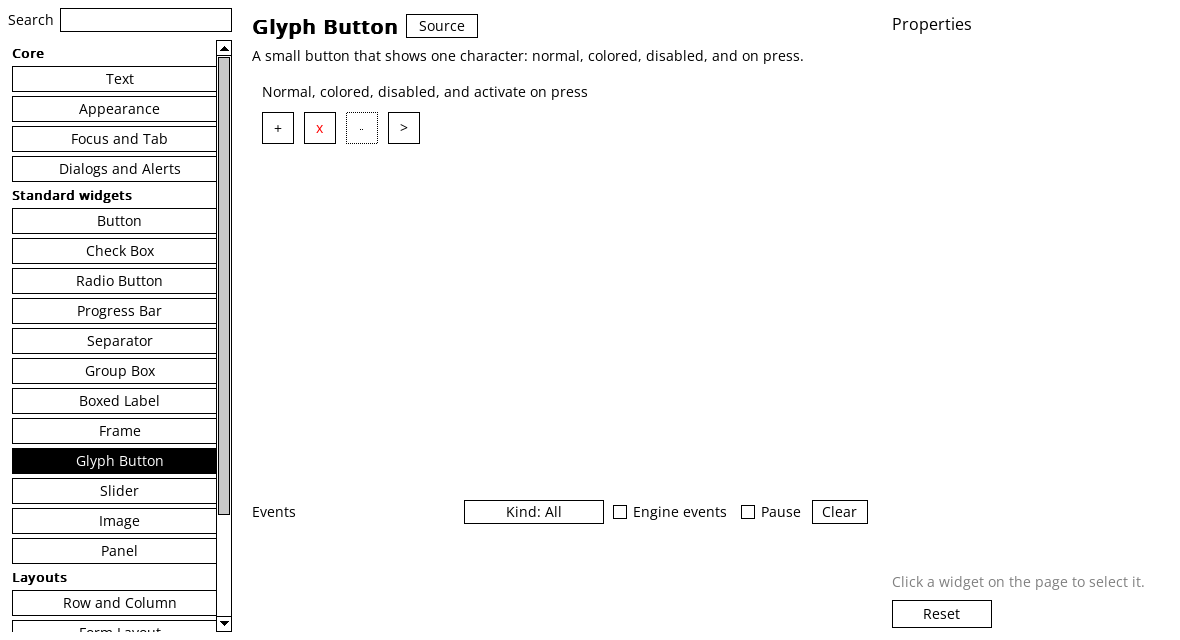 Search
Core
Text
Appearance
Focus and Tab
Dialogs and Alerts
Standard widgets
Button
Check Box
Radio Button
Progress Bar
Separator
Group Box
Boxed Label
Frame
Glyph Button
Slider
Image
Panel
Layouts
Row and Column
Form Layout
Glyph Button Source
A small button that shows one character: normal, colored, disabled, and on press.
Normal, colored, disabled, and activate on press
+ x .. >
Events Kind: All Engine events Pause Clear
Properties
Click a widget on the page to select it.
Reset